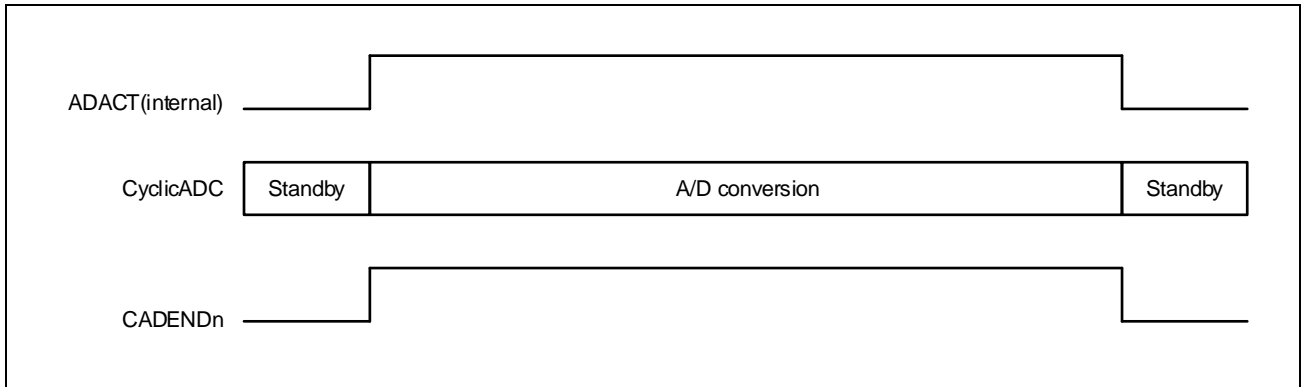 ADACT(internal)
CyclicADC Standby A/D conversion Standby
CADENDn